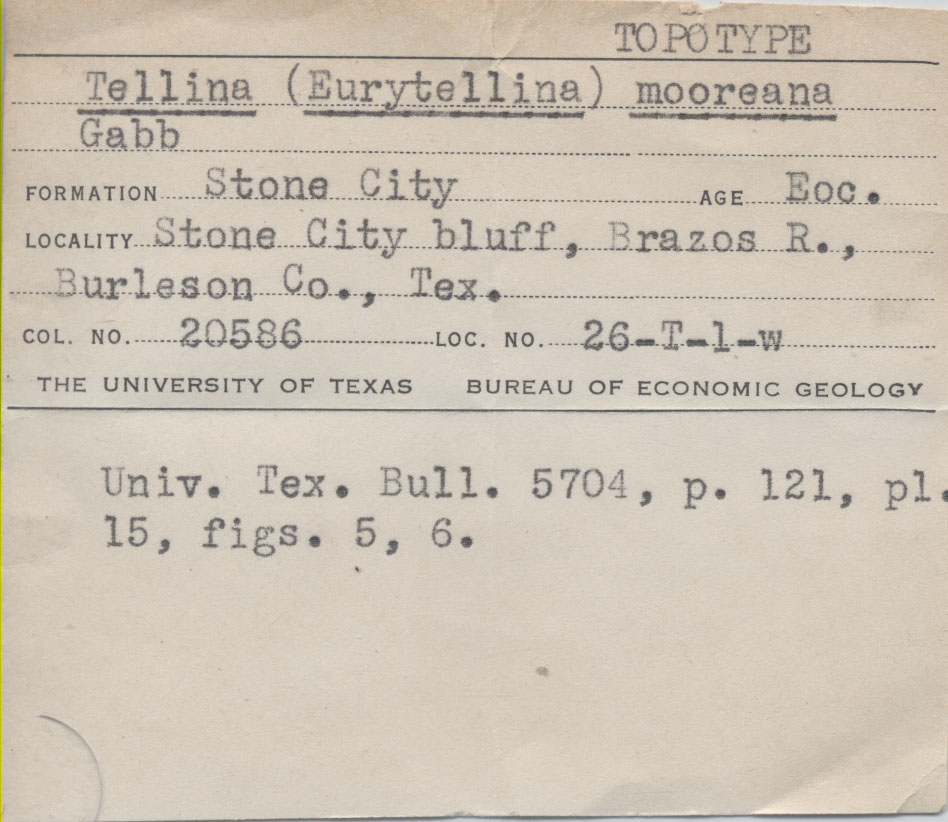 TOPOTYPE
Tellina (Eurytellina) mooreana
Gabb
FORMATION Stone City AGE Eoc.
LOCALITY Stone City bluff, Brazos R.,
Burleson Co., Tex.
COL. NO. 20586 LOC. NO. 26-T-1-w
THE UNIVERSITY OF TEXAS BUREAU OF ECONOMIC GEOLOGY
Univ. Tex. Bull. 5704, p. 121, pl.
15, figs. 5, 6.